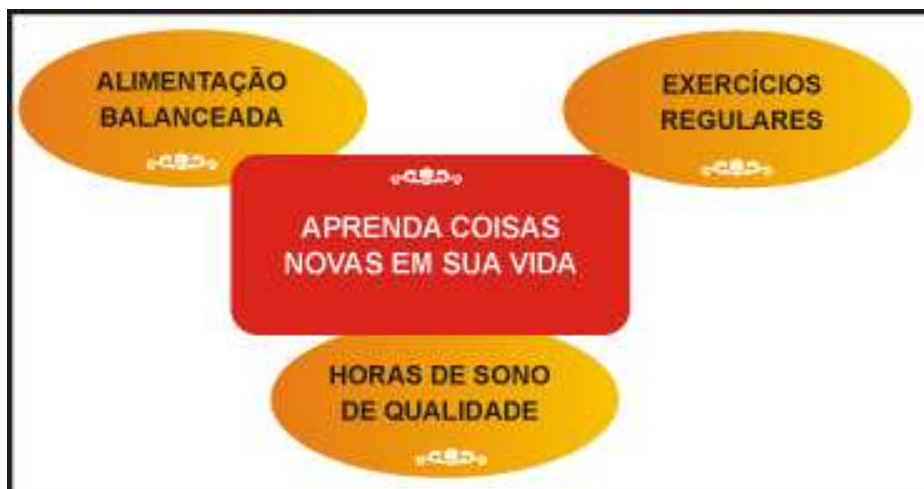 ALIMENTAÇÃO
BALANCEADA
EXERCÍCIOS
REGULARES
APRENDA COISAS
NOVAS EM SUA VIDA
HORAS DE SONO
DE QUALIDADE